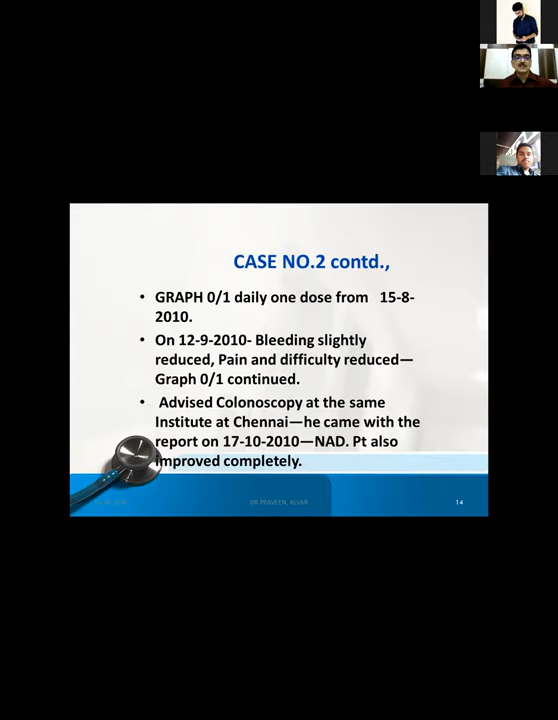 CASE NO.2 contd.,
• GRAPH 0/1 daily one dose from 15-8-
2010.
• On 12-9-2010- Bleeding slightly
reduced, Pain and difficulty reduced—
Graph 0/1 continued.
• Advised Colonoscopy at the same
Institute at Chennai—he came with the
report on 17-10-2010—NAD. Pt also
improved completely.
DR.PRAVEEN, ALVAR
14